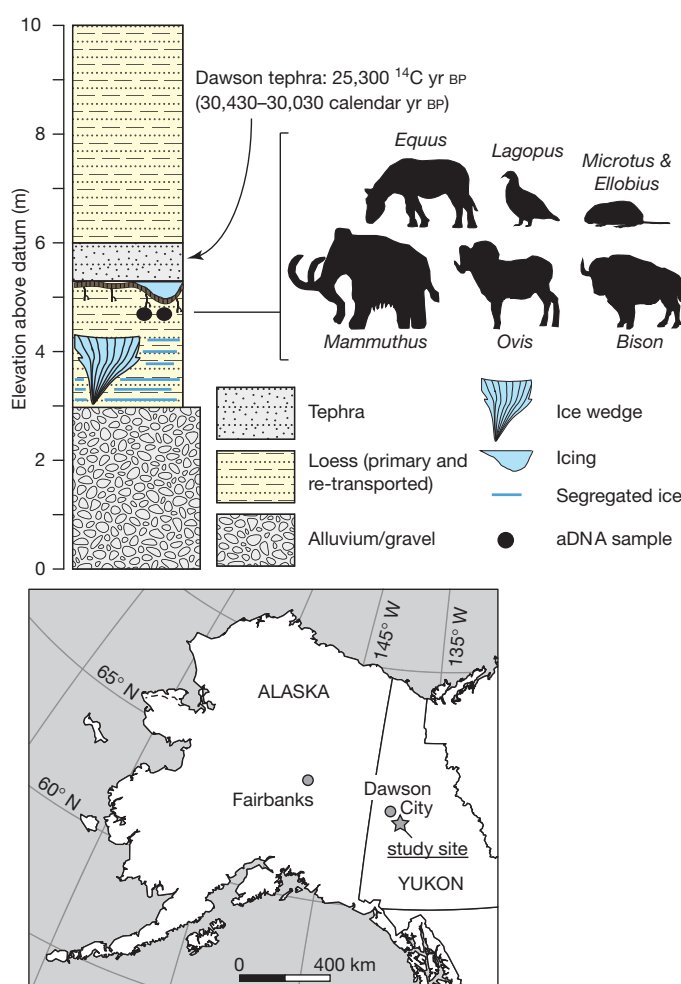 10
Dawson tephra: 25,300 ¹⁴C yr BP
(30,430–30,030 calendar yr BP)
8
Equus
Lagopus
Microtus &
Ellobius
Elevation above datum (m)
6
Mammuthus
Ovis
Bison
4
Tephra
Ice wedge
2
Loess (primary and
re-transported)
Icing
Segregated ice
Alluvium/gravel
aDNA sample
0
145° W
135° W
65° N
ALASKA
60° N
Fairbanks
Dawson
City
study site
YUKON
0
400 km